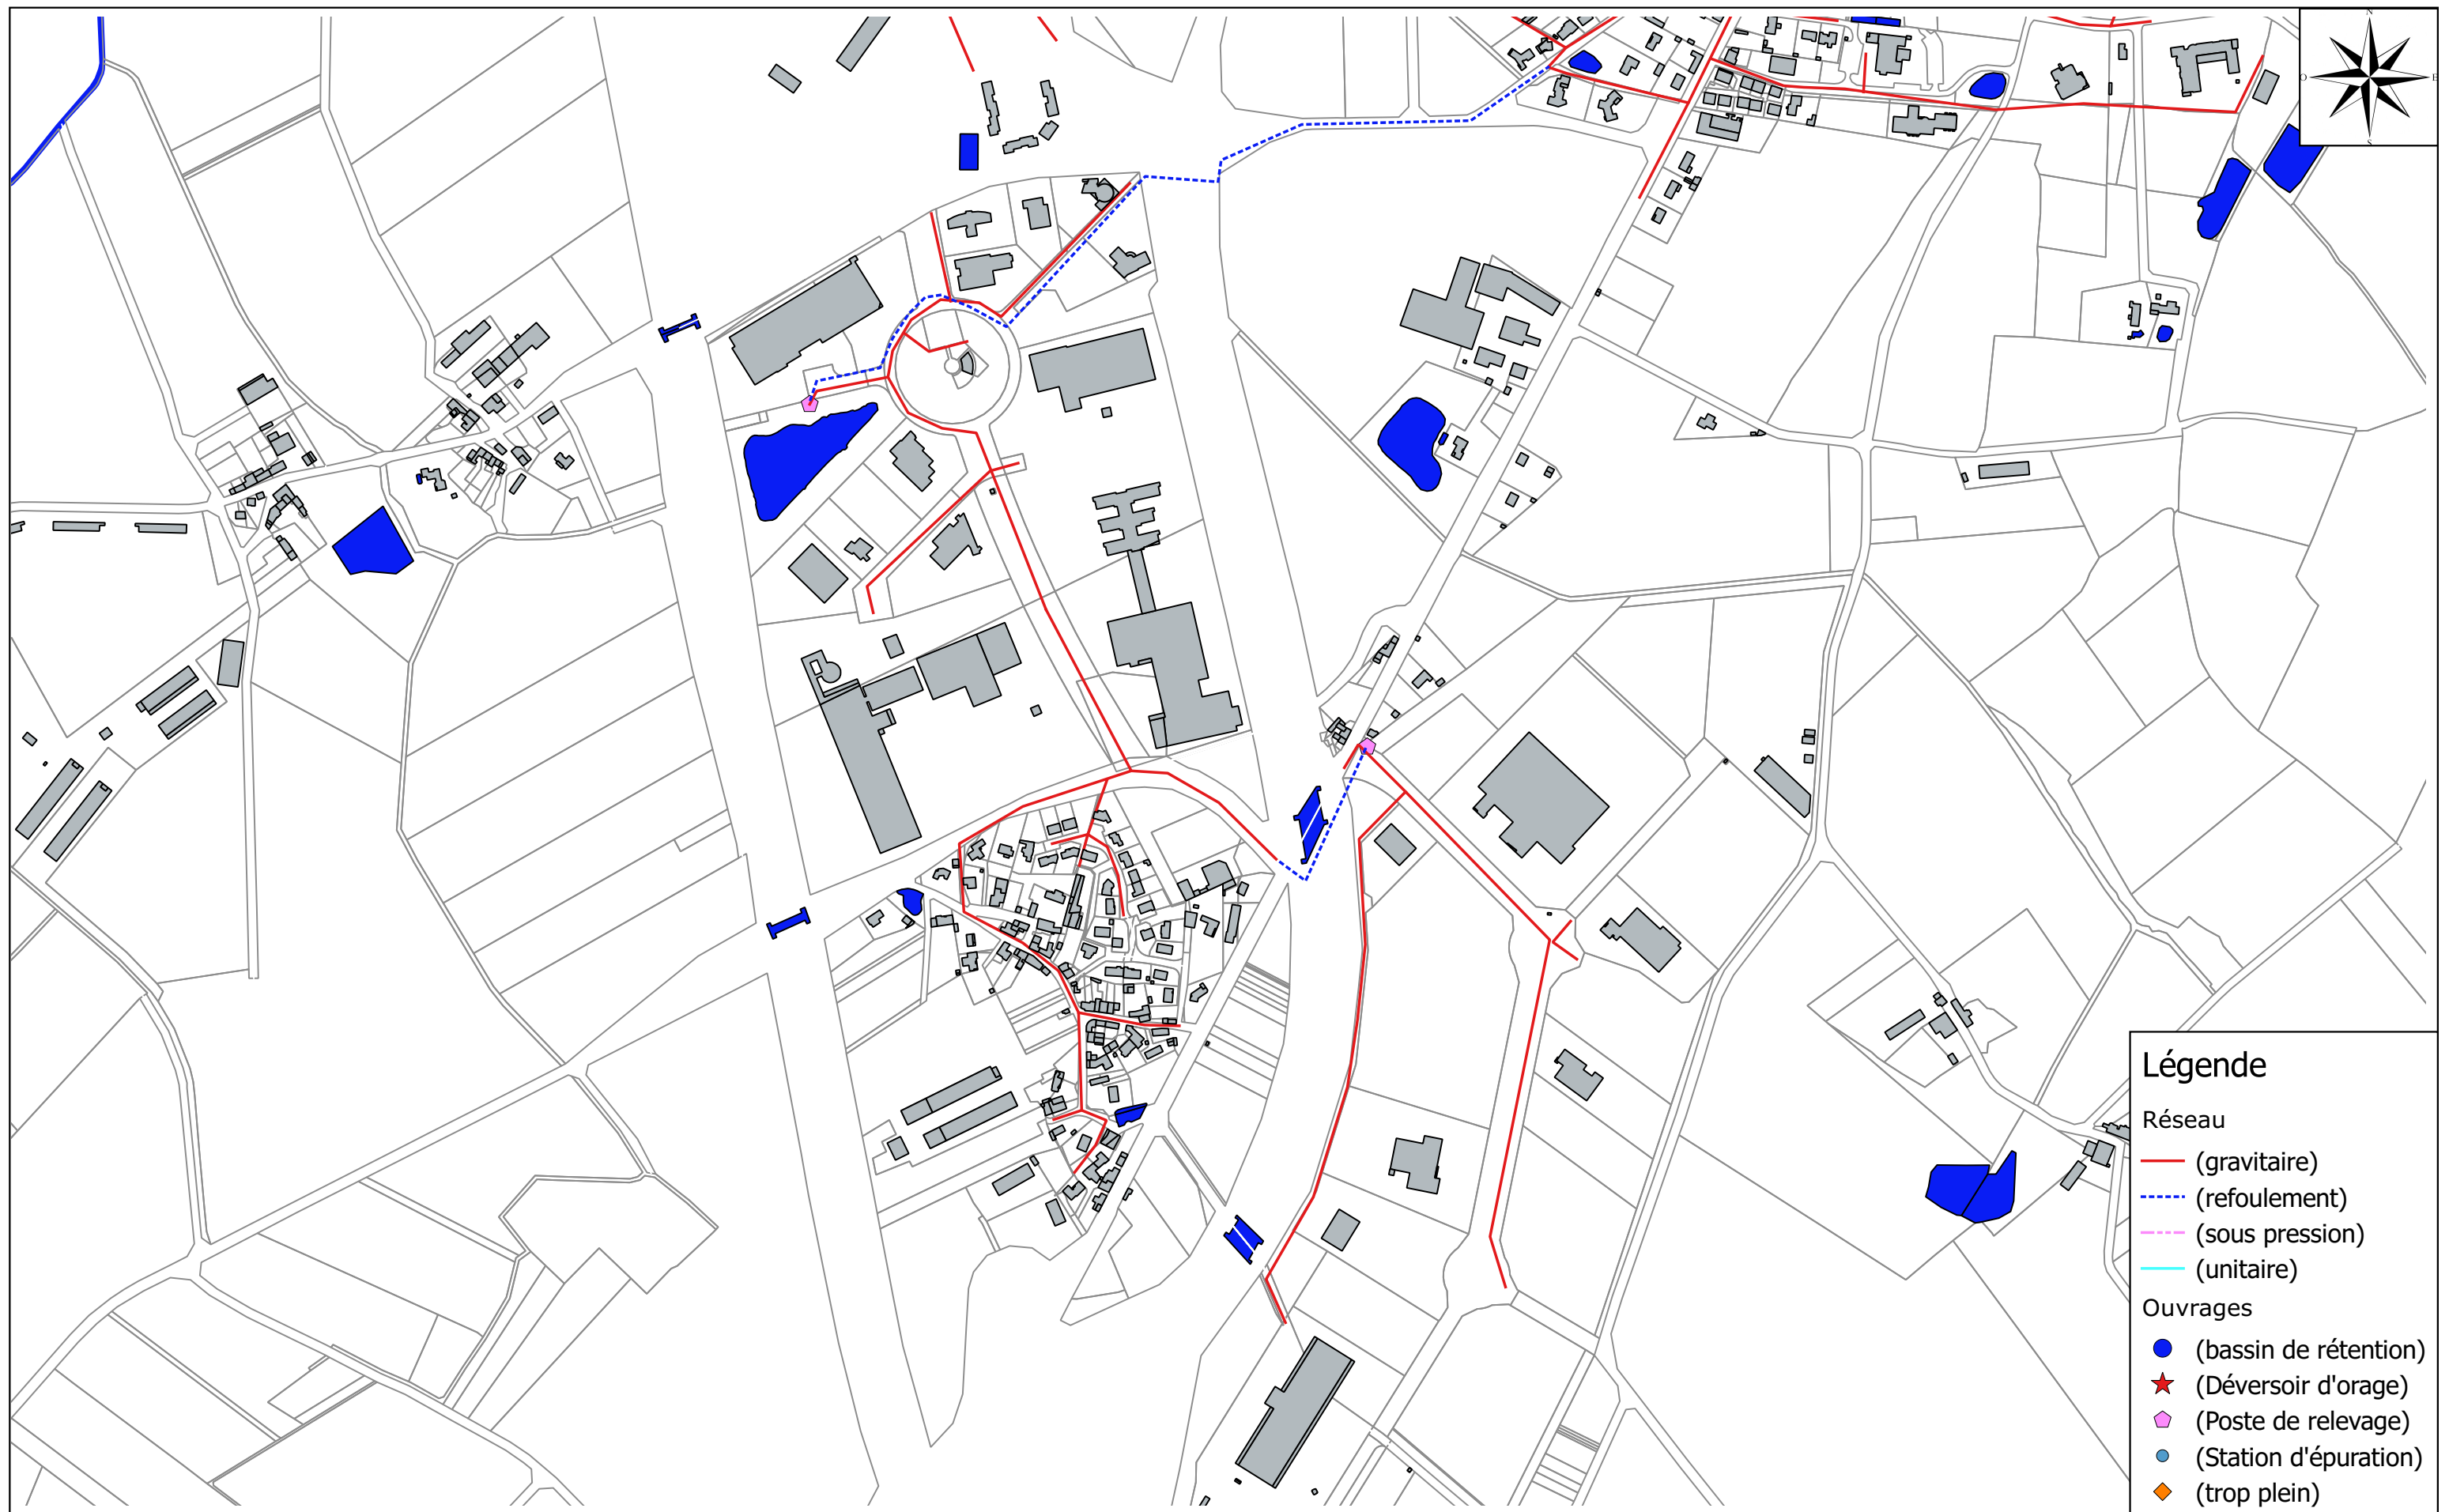 N
O
E
S
Légende
Réseau
(gravitaire)
(refoulement)
(sous pression)
(unitaire)
Ouvrages
(bassin de rétention)
(Déversoir d'orage)
(Poste de relevage)
(Station d'épuration)
(trop plein)